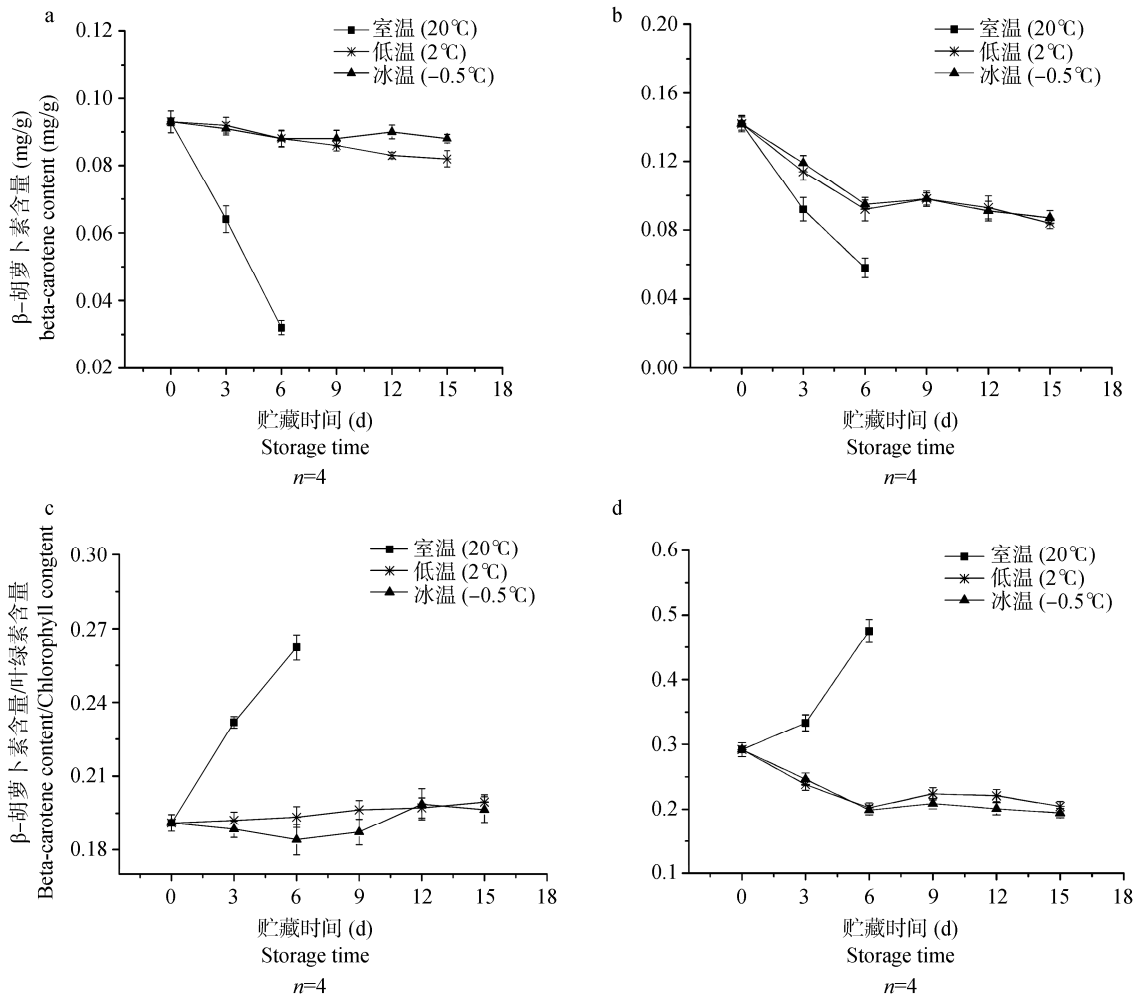 a
0.12
0.10
0.08
0.06
0.04
0.02
β-胡萝卜素含量 (mg/g)
beta-carotene content (mg/g)
室温 (20℃)
低温 (2℃)
冰温 (-0.5℃)
0 3 6 9 12 15 18
贮藏时间 (d)
Storage time
n=4
b
0.20
0.16
0.12
0.08
0.04
0.00
室温 (20℃)
低温 (2℃)
冰温 (-0.5℃)
0 3 6 9 12 15 18
贮藏时间 (d)
Storage time
n=4
c
0.30
0.27
0.24
0.21
0.18
β-胡萝卜素含量/叶绿素含量
Beta-carotene content/Chlorophyll congtent
室温 (20℃)
低温 (2℃)
冰温 (-0.5℃)
0 3 6 9 12 15 18
贮藏时间 (d)
Storage time
n=4
d
0.6
0.5
0.4
0.3
0.2
0.1
室温 (20℃)
低温 (2℃)
冰温 (-0.5℃)
0 3 6 9 12 15 18
贮藏时间 (d)
Storage time
n=4